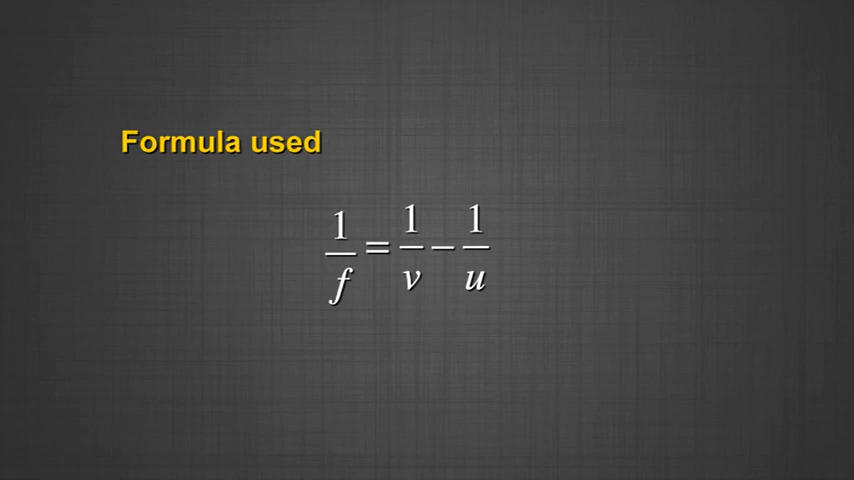 Formula used
1/f = 1/v − 1/u